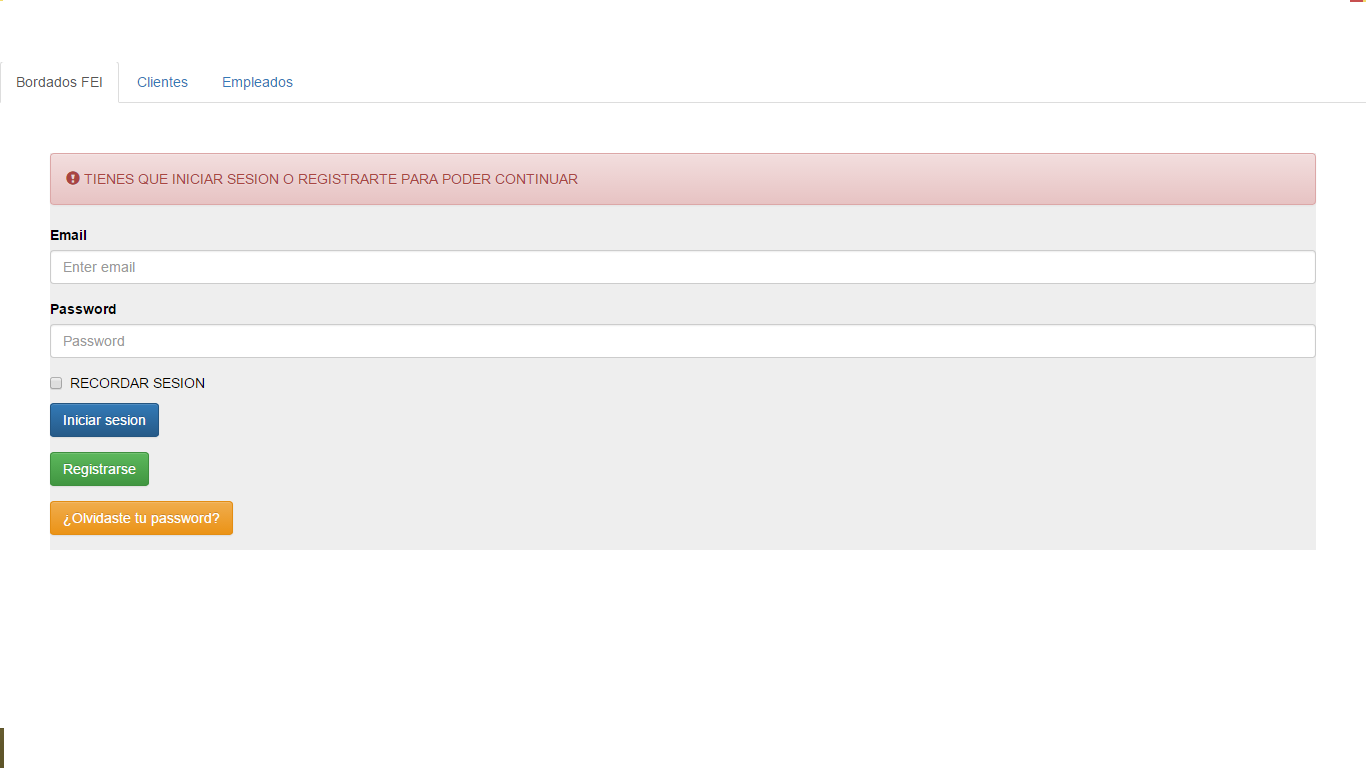 Bordados FEI Clientes Empleados
TIENES QUE INICIAR SESION O REGISTRARTE PARA PODER CONTINUAR
Email
Enter email
Password
Password
RECORDAR SESION
Iniciar sesion
Registrarse
¿Olvidaste tu password?